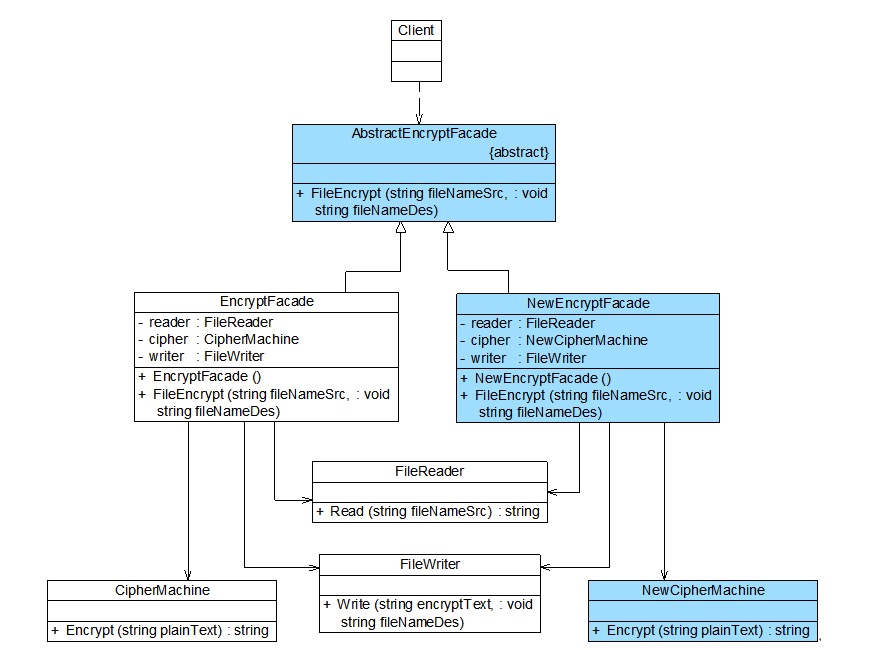 Client
AbstractEncryptFacade
{abstract}
+ FileEncrypt (string fileNameSrc, : void
string fileNameDes)
EncryptFacade
- reader : FileReader
- cipher : CipherMachine
- writer : FileWriter
+ EncryptFacade ()
+ FileEncrypt (string fileNameSrc, : void
string fileNameDes)
NewEncryptFacade
- reader : FileReader
- cipher : NewCipherMachine
- writer : FileWriter
+ NewEncryptFacade ()
+ FileEncrypt (string fileNameSrc, : void
string fileNameDes)
FileReader
+ Read (string fileNameSrc) : string
FileWriter
+ Write (string encryptText, : void
string fileNameDes)
CipherMachine
+ Encrypt (string plainText) : string
NewCipherMachine
+ Encrypt (string plainText) : string